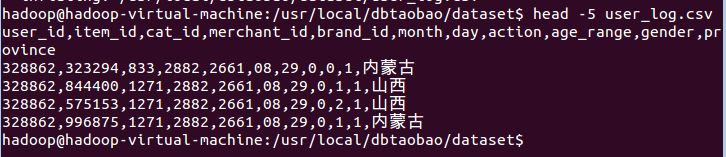 hadoop@hadoop-virtual-machine:/usr/local/dbtaobao/dataset$ head -5 user_log.csv
user_id,item_id,cat_id,merchant_id,brand_id,month,day,action,age_range,gender,pr
ovince
328862,323294,833,2882,2661,08,29,0,0,1,内蒙古
328862,844400,1271,2882,2661,08,29,0,1,1,山西
328862,575153,1271,2882,2661,08,29,0,2,1,山西
328862,996875,1271,2882,2661,08,29,0,1,1,内蒙古
hadoop@hadoop-virtual-machine:/usr/local/dbtaobao/dataset$